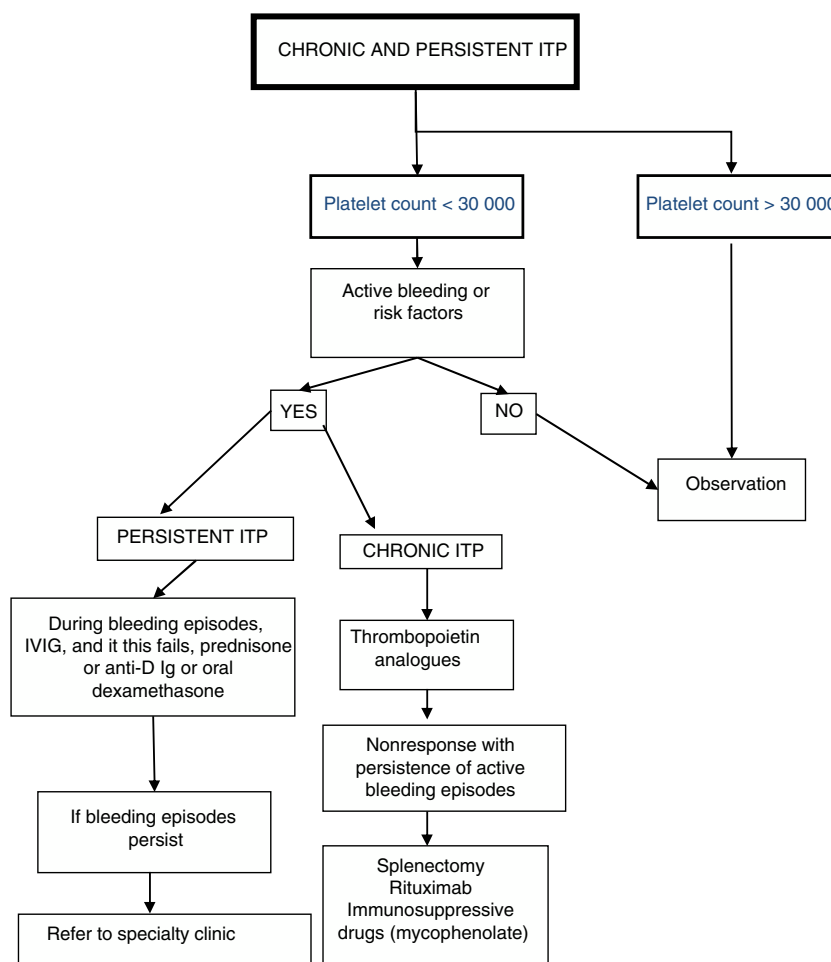 CHRONIC AND PERSISTENT ITP
Platelet count < 30 000
Platelet count > 30 000
Active bleeding or
risk factors
YES
NO
Observation
PERSISTENT ITP
CHRONIC ITP
During bleeding episodes,
IVIG, and it this fails, prednisone
or anti-D Ig or oral
dexamethasone
Thrombopoietin
analogues
Nonresponse with
persistence of active
bleeding episodes
If bleeding episodes
persist
Splenectomy
Rituximab
Immunosuppressive
drugs (mycophenolate)
Refer to specialty clinic